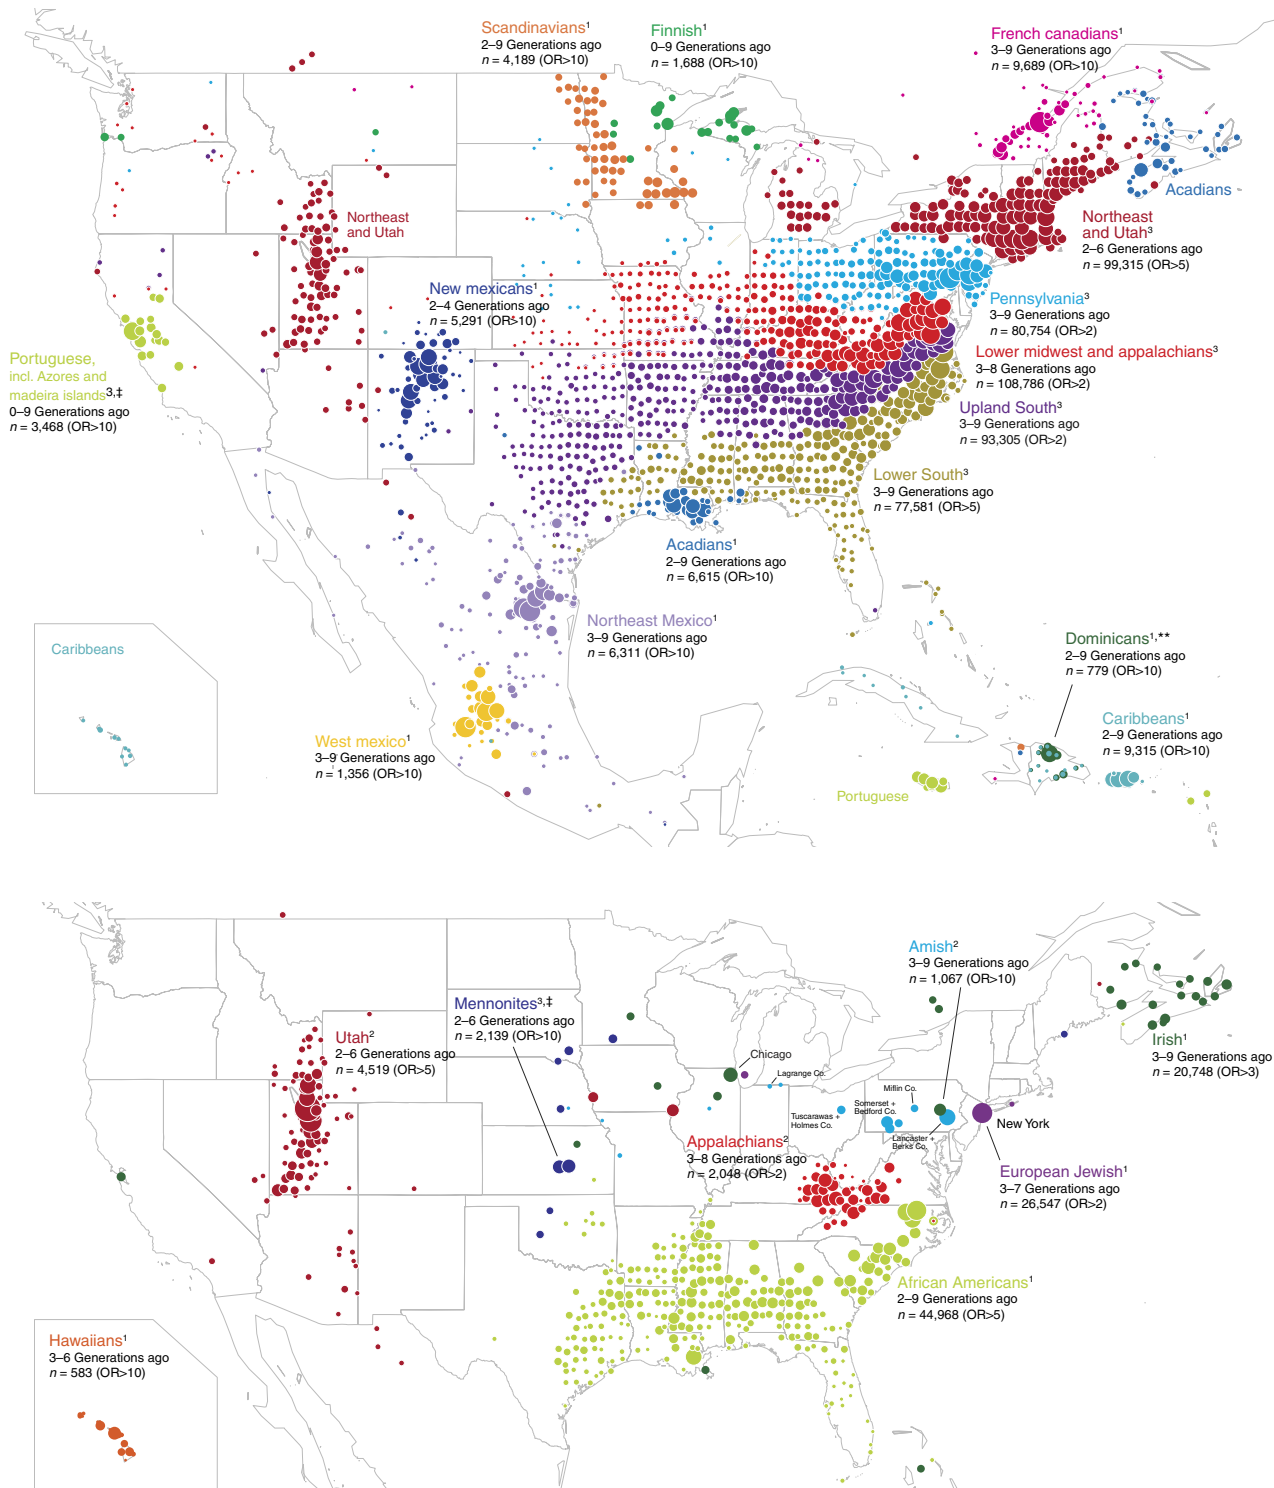 Scandinavians¹
2–9 Generations ago
n = 4,189 (OR>10)
Finnish¹
0–9 Generations ago
n = 1,688 (OR>10)
French canadians¹
3–9 Generations ago
n = 9,689 (OR>10)
Acadians
Northeast
and Utah
Northeast
and Utah³
2–6 Generations ago
n = 99,315 (OR>5)
New mexicans¹
2–4 Generations ago
n = 5,291 (OR>10)
Pennsylvania³
3–9 Generations ago
n = 80,754 (OR>2)
Portuguese,
incl. Azores and
madeira islands³,‡
0–9 Generations ago
n = 3,468 (OR>10)
Lower midwest and appalachians³
3–8 Generations ago
n = 108,786 (OR>2)
Upland South³
3–9 Generations ago
n = 93,305 (OR>2)
Lower South³
3–9 Generations ago
n = 77,581 (OR>5)
Acadians¹
2–9 Generations ago
n = 6,615 (OR>10)
Northeast Mexico¹
3–9 Generations ago
n = 6,311 (OR>10)
Caribbeans
Dominicans¹,**
2–9 Generations ago
n = 779 (OR>10)
Caribbeans¹
2–9 Generations ago
n = 9,315 (OR>10)
West mexico¹
3–9 Generations ago
n = 1,356 (OR>10)
Portuguese
Amish²
3–9 Generations ago
n = 1,067 (OR>10)
Mennonites³,‡
2–6 Generations ago
n = 2,139 (OR>10)
Utah²
2–6 Generations ago
n = 4,519 (OR>5)
Irish¹
3–9 Generations ago
n = 20,748 (OR>3)
Chicago
Lagrange Co.
Miflin Co.
Somerset +
Bedford Co.
Tuscarawas +
Holmes Co.
Lancaster +
Berks Co.
New York
Appalachians²
3–8 Generations ago
n = 2,048 (OR>2)
European Jewish¹
3–7 Generations ago
n = 26,547 (OR>2)
African Americans¹
2–9 Generations ago
n = 44,968 (OR>5)
Hawaiians¹
3–6 Generations ago
n = 583 (OR>10)